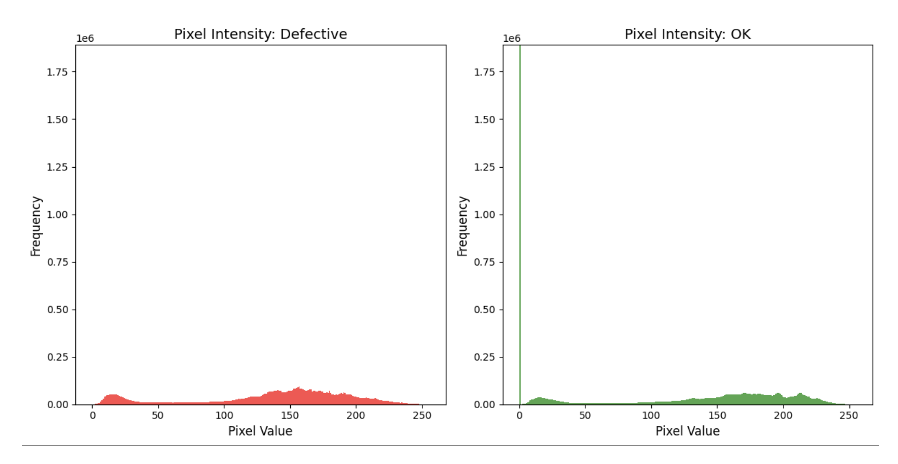 Pixel Intensity: Defective
1e6
1.75
1.50
1.25
1.00
0.75
0.50
0.25
0.00
Frequency
0 50 100 150 200 250
Pixel Value
Pixel Intensity: OK
1e6
1.75
1.50
1.25
1.00
0.75
0.50
0.25
0.00
Frequency
0 50 100 150 200 250
Pixel Value